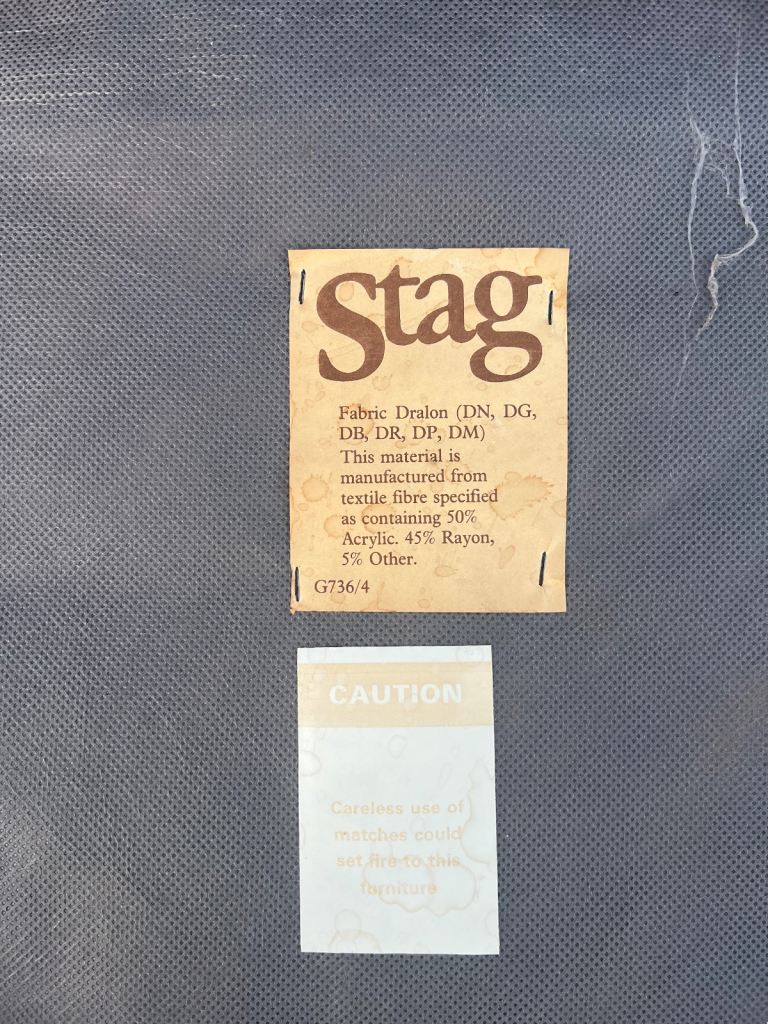 Stag
Fabric Dralon (DN, DG,
DB, DR, DP, DM)
This material is
manufactured from
textile fibre specified
as containing 50%
Acrylic. 45% Rayon,
5% Other.
G736/4
CAUTION
Careless use of
matches could
set fire to this
furniture